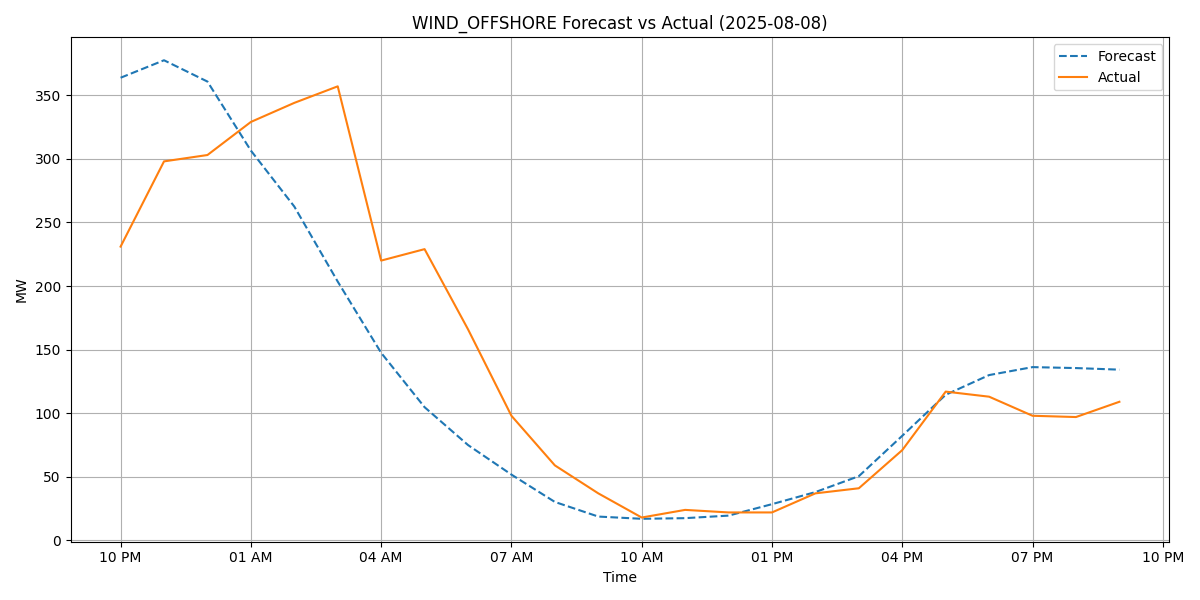 WIND_OFFSHORE Forecast vs Actual (2025-08-08)
Forecast
Actual
MW
350
300
250
200
150
100
50
0
10 PM 01 AM 04 AM 07 AM 10 AM 01 PM 04 PM 07 PM 10 PM
Time